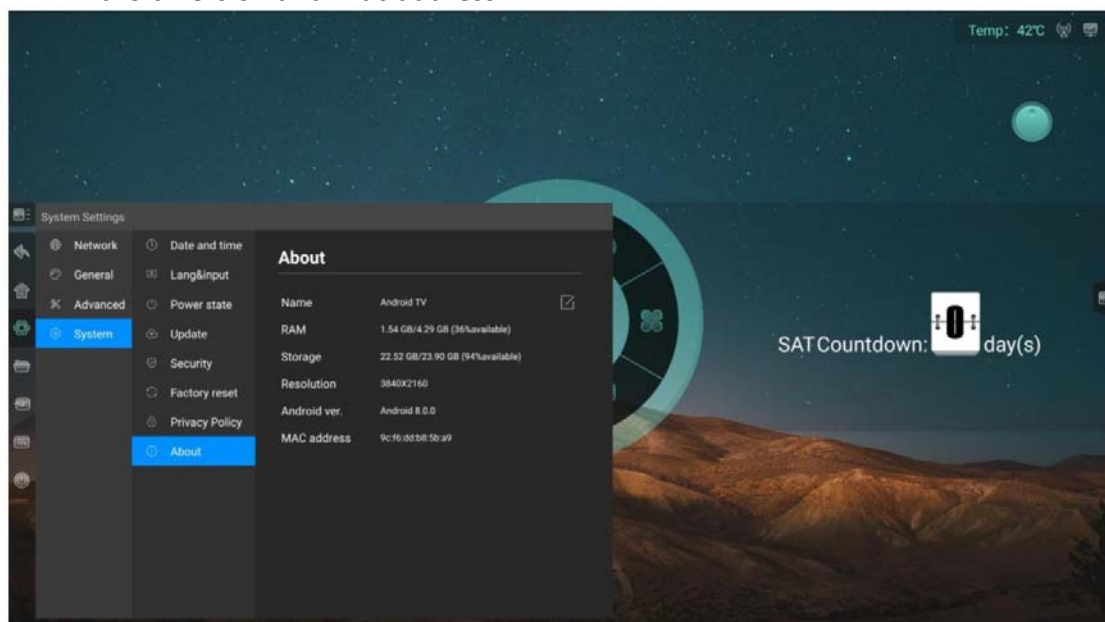 Temp: 42℃
System Settings
Network
General
Advanced
System
Date and time
Lang&input
Power state
Update
Security
Factory reset
Privacy Policy
About
About
Name Android TV
RAM 1.54 GB/4.29 GB (36%available)
Storage 22.52 GB/23.90 GB (94%available)
Resolution 3840X2160
Android ver. Android 8.0.0
MAC address 9c:f6:dd:b8:5b:a9
SAT Countdown: 0 day(s)